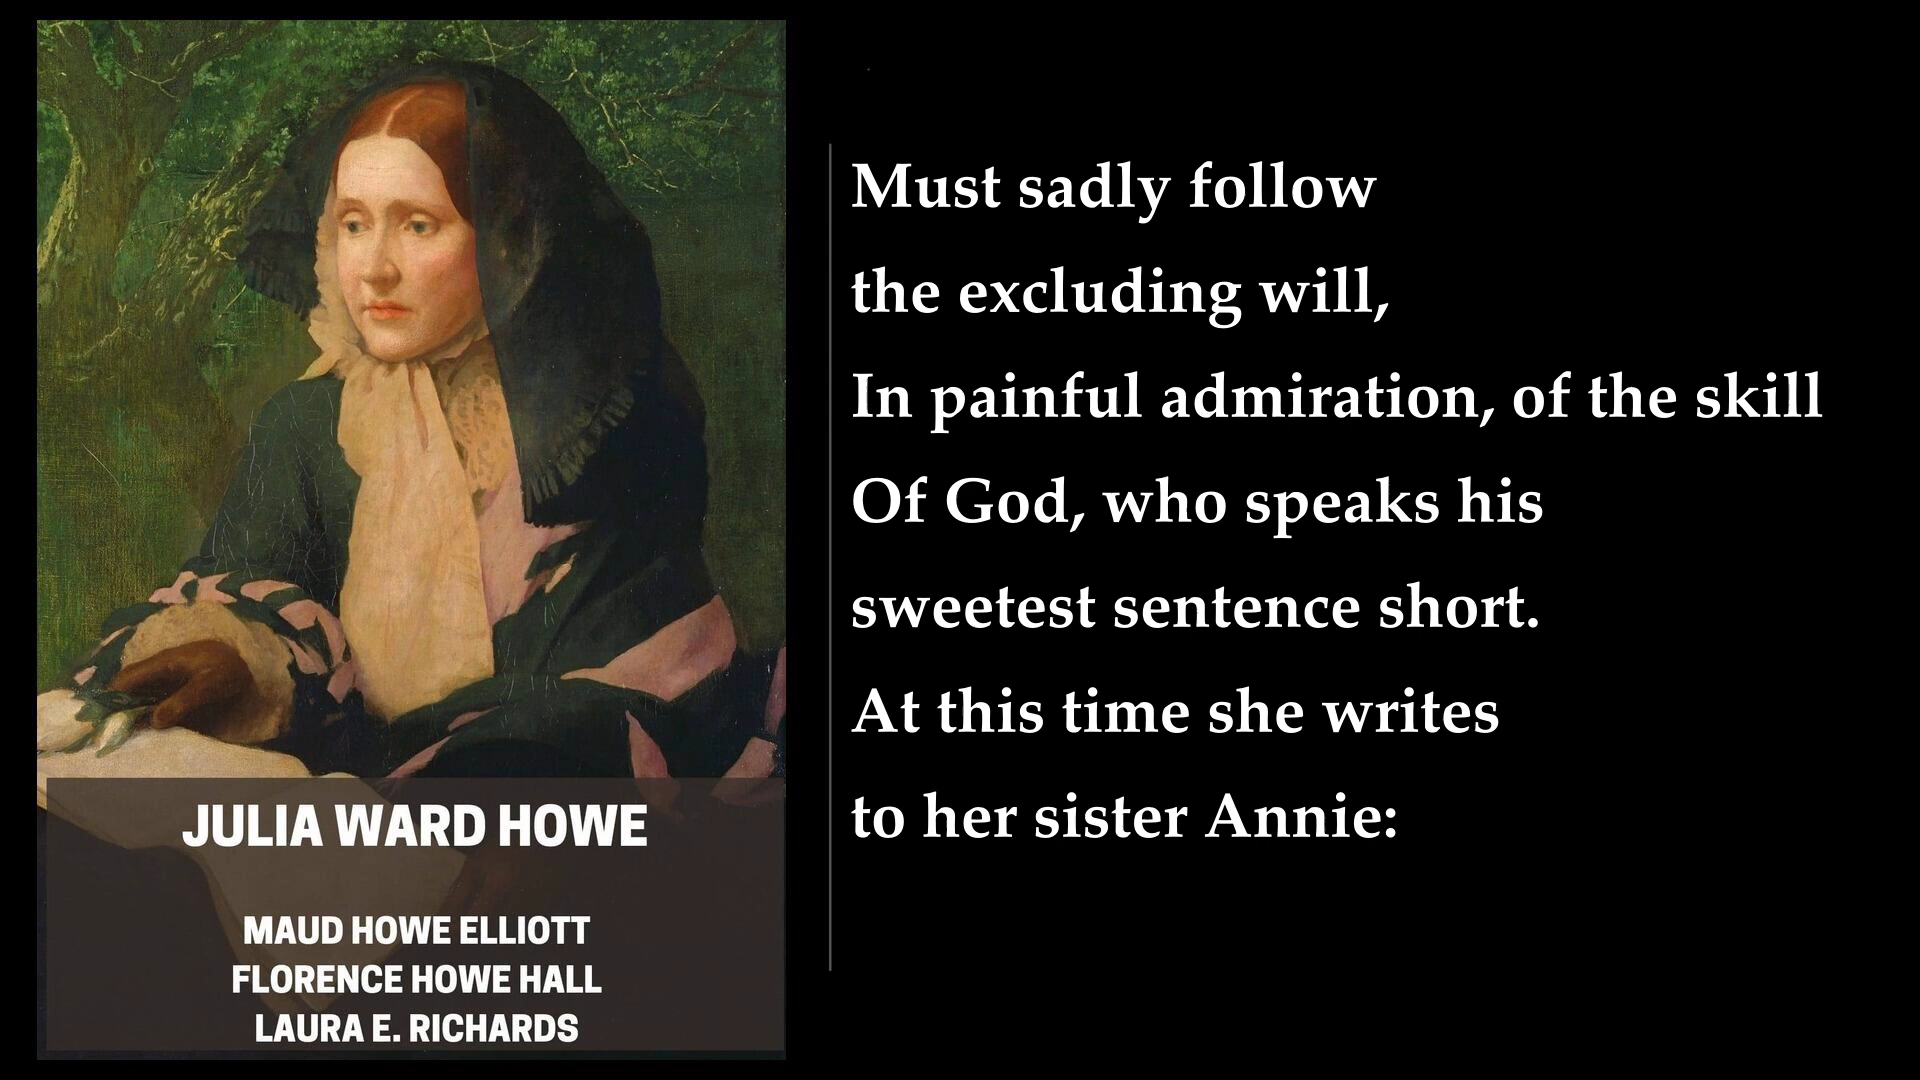 JULIA WARD HOWE
MAUD HOWE ELLIOTT
FLORENCE HOWE HALL
LAURA E. RICHARDS
Must sadly follow
the excluding will,
In painful admiration, of the skill
Of God, who speaks his
sweetest sentence short.
At this time she writes
to her sister Annie: